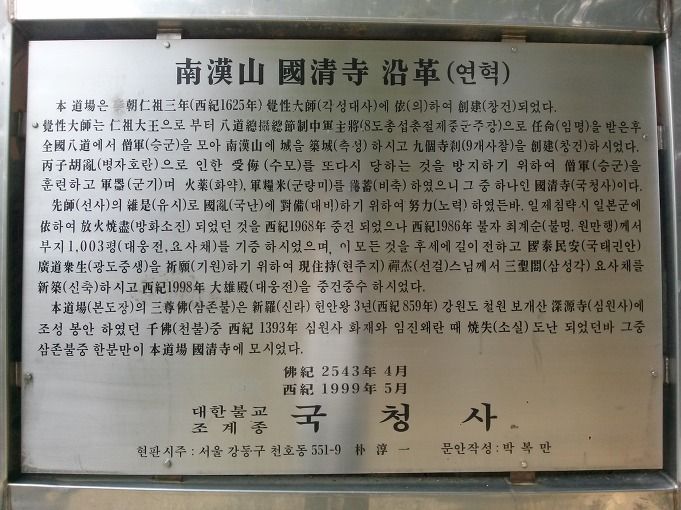 南漢山 國清寺 沿革(연혁)
本 道場은 朝仁祖三年(西紀1625年) 覺性大師(각성대사)에 依(의)하여 創建(창건)되었다.
覺性大師는 仁祖大王으로 부터 八道總攝總節制中軍主將(8도총섭총절제중군주장)으로 任命(임명)을 받은후
全國八道에서 僧軍(승군)을 모아 南漢山에 城을 築城(축성) 하시고 九個寺刹(9개사찰)을 創建(창건)하시었다.
丙子胡亂(병자호란)으로 인한 受侮(수모)를 또다시 당하는 것을 방지하기 위하여 僧軍(승군)을
훈련하고 軍器(군기)며 火薬(화약), 軍糧米(군량미)를 蓄(비축) 하였으니 그 중 하나인 國清寺(국청사)이다.
先師(선사)의 維是(유시)로 國亂(국난)에 對備(대비)하기 위하여 努力(노력) 하였든바. 일제침략시 일본군에
依하여 放火焼盡(방화소진) 되었던 것을 西紀1968年 중건 되었으나 西紀1986年 불자 최계순(불명. 원만행)께서
부지 1,003평(대웅전,요사채)를 기증 하시었으며, 이 모든 것을 후세에 길이 전하고 國泰民安(국태민안)
廣道衆生(광도중생)을 祈願(기원)하기 위하여 現住持(현주지) 禪杰(선걸)스님께서 三聖閣(삼성각) 요사채를
新築(신축)하시고 西紀1998年 大雄殿(대웅전)을 중건중수 하시었다.
本道場(본도장)의 三尊佛(삼존불)은 新羅(신라) 헌안왕 3년(西紀 859年) 강원도 철원 보개산 深源寺(심원사)에
조성 봉안 하였던 千佛(천불)중 西紀 1393年 심원사 화재와 임진왜란 때 焼失(소실) 도난 되었던바 그중
삼존불중 한분만이 本道場 國清寺에 모시었다.
佛紀 2543年 4月
西紀 1999年 5月
대한불교
조계종 국 청 사
현판시주 : 서울 강동구 천호동 551-9 朴 淳 一 문안작성 : 박 복 만